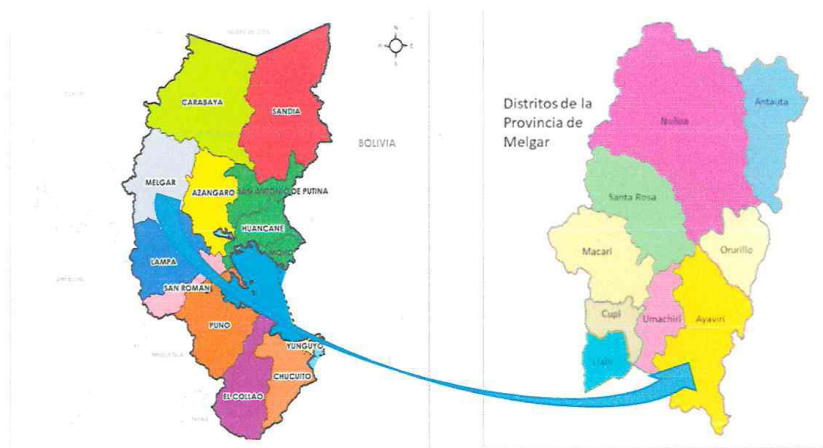 CARABAYA
SANDIA
BOLIVIA
MELGAR
AZANGARO
SAN ANTONIO DE PUTINA
HUANCANE
LAMPA
SAN ROMAN
PUNO
YUNGUYO
CHUCUITO
EL COLLAO
Distritos de la
Provincia de
Melgar
Nuñoa
Antauta
Santa Rosa
Macari
Orurillo
Cupi
Umachiri
Ayaviri
Llalli